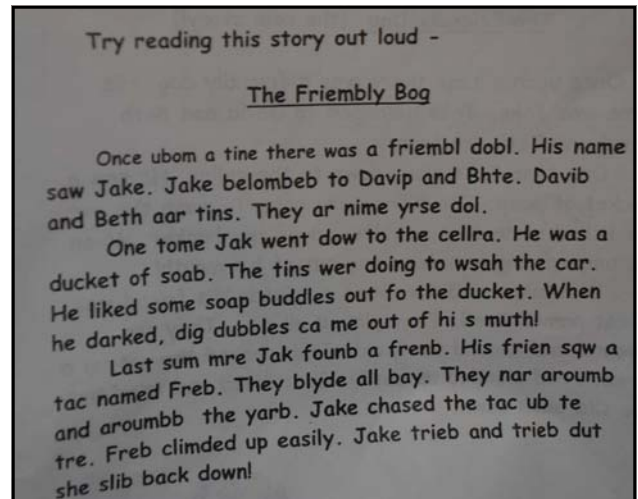 Try reading this story out loud -
The Friembly Bog
Once ubom a tine there was a friembl dobl. His name
saw Jake. Jake belombeb to Davip and Bhte. Davib
and Beth aar tins. They ar nime yrse dol.
One tome Jak went dow to the cellra. He was a
ducket of soab. The tins wer doing to wsah the car.
He liked some soap buddles out fo the ducket. When
he darked, dig dubbles ca me out of hi s muth!
Last sum mre Jak founb a frenb. His frien sqw a
tac named Freb. They blyde all bay. They nar aroumb
and aroumbb the yarb. Jake chased the tac ub te
tre. Freb climded up easily. Jake trieb and trieb dut
she slib back down!